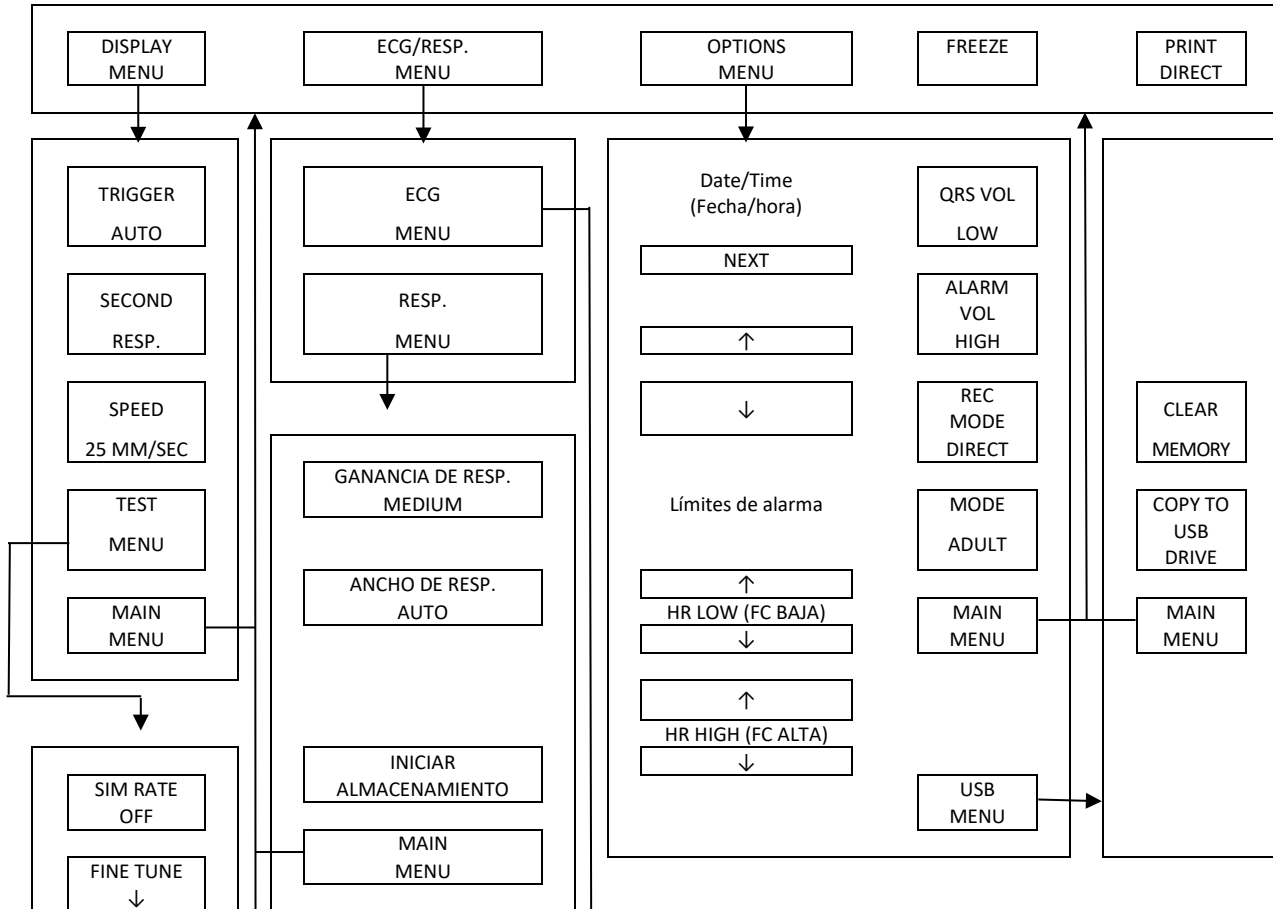 DISPLAY
MENU
ECG/RESP.
MENU
OPTIONS
MENU
FREEZE
PRINT
DIRECT
TRIGGER
AUTO
SECOND
RESP.
SPEED
25 MM/SEC
TEST
MENU
MAIN
MENU
SIM RATE
OFF
FINE TUNE
↓
ECG
MENU
RESP.
MENU
GANANCIA DE RESP.
MEDIUM
ANCHO DE RESP.
AUTO
INICIAR
ALMACENAMIENTO
MAIN
MENU
Date/Time
(Fecha/hora)
NEXT
↑
↓
Límites de alarma
↑
HR LOW (FC BAJA)
↓
↑
HR HIGH (FC ALTA)
↓
QRS VOL
LOW
ALARM
VOL
HIGH
REC
MODE
DIRECT
MODE
ADULT
MAIN
MENU
USB
MENU
CLEAR
MEMORY
COPY TO
USB
DRIVE
MAIN
MENU